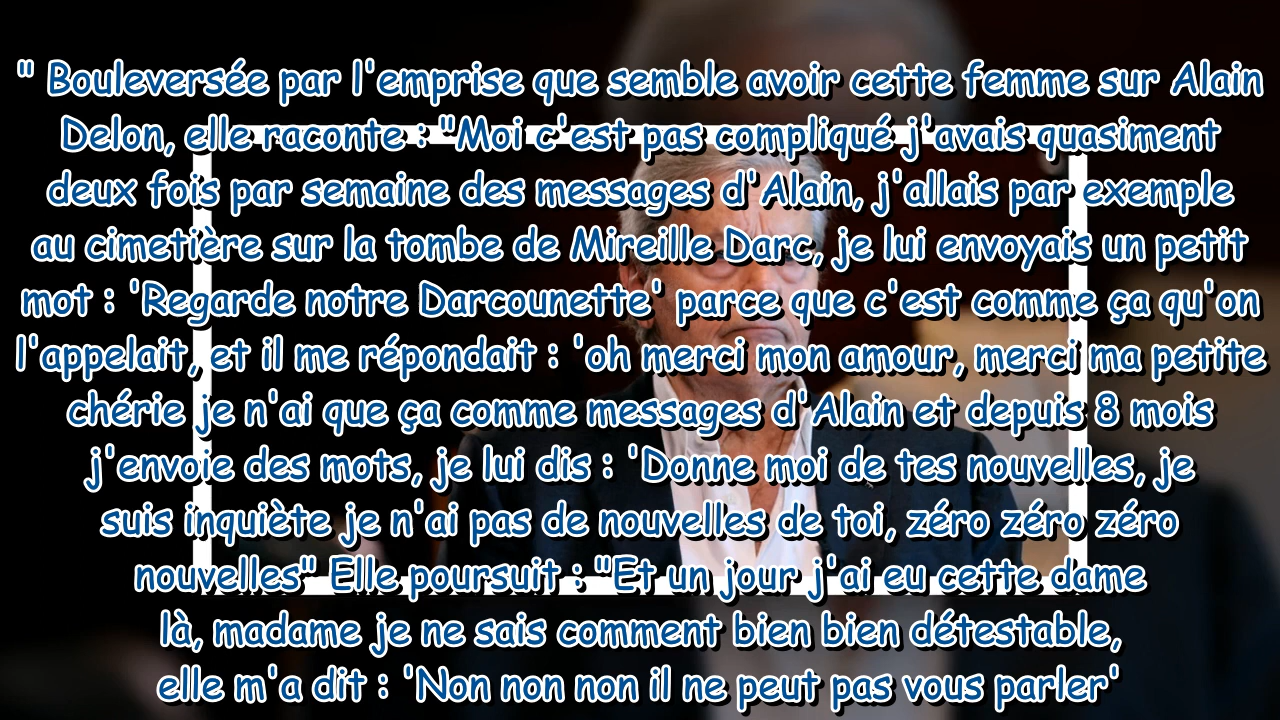 " Bouleversée par l'emprise que semble avoir cette femme sur Alain
Delon, elle raconte : "Moi c'est pas compliqué j'avais quasiment
deux fois par semaine des messages d'Alain, j'allais par exemple
au cimetière sur la tombe de Mireille Darc, je lui envoyais un petit
mot : 'Regarde notre Darcounette' parce que c'est comme ça qu'on
l'appelait, et il me répondait : 'oh merci mon amour, merci ma petite
chérie je n'ai que ça comme messages d'Alain et depuis 8 mois
j'envoie des mots, je lui dis : 'Donne moi de tes nouvelles, je
suis inquiète je n'ai pas de nouvelles de toi, zéro zéro zéro
nouvelles" Elle poursuit : "Et un jour j'ai eu cette dame
là, madame je ne sais comment bien bien détestable,
elle m'a dit : 'Non non non il ne peut pas vous parler'